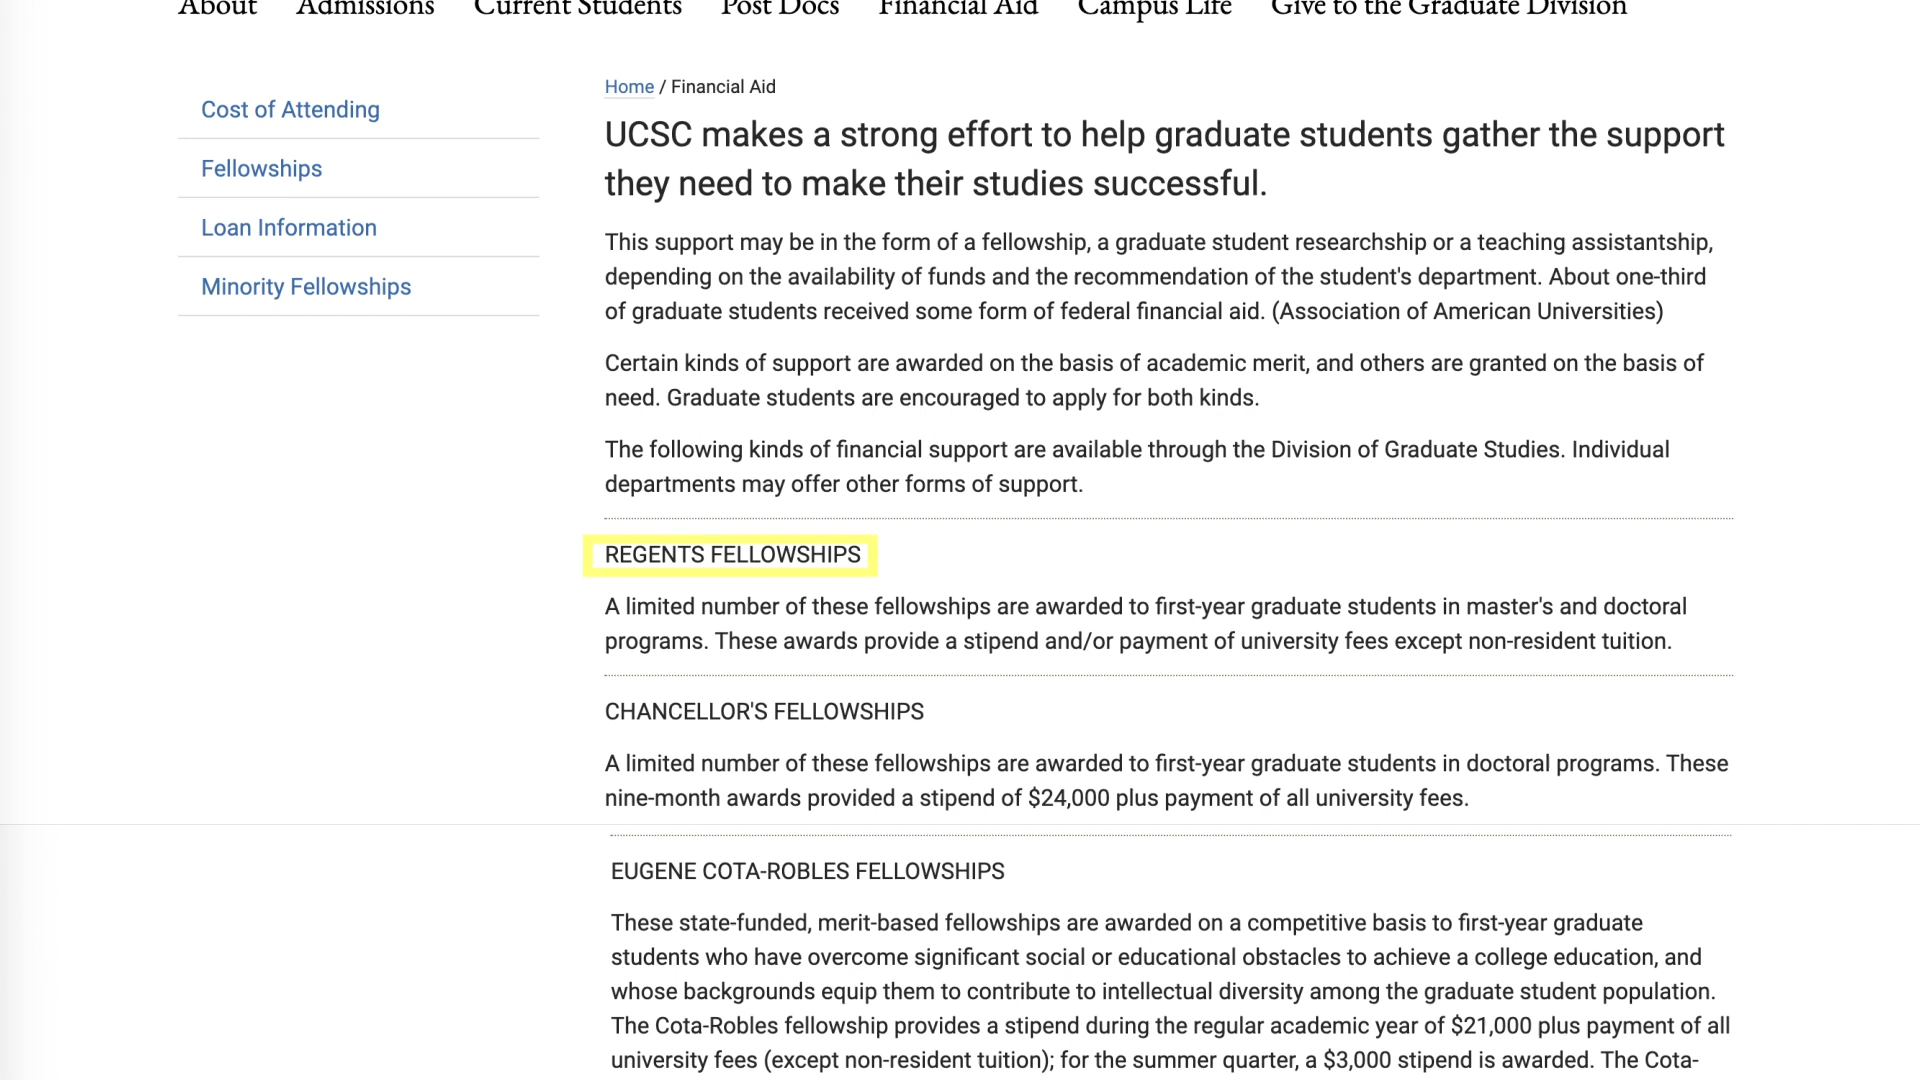 About Admissions Current Students Post Docs Financial Aid Campus Life Give to the Graduate Division
Cost of Attending
Fellowships
Loan Information
Minority Fellowships
Home / Financial Aid
UCSC makes a strong effort to help graduate students gather the support
they need to make their studies successful.
This support may be in the form of a fellowship, a graduate student researchship or a teaching assistantship,
depending on the availability of funds and the recommendation of the student's department. About one-third
of graduate students received some form of federal financial aid. (Association of American Universities)
Certain kinds of support are awarded on the basis of academic merit, and others are granted on the basis of
need. Graduate students are encouraged to apply for both kinds.
The following kinds of financial support are available through the Division of Graduate Studies. Individual
departments may offer other forms of support.
REGENTS FELLOWSHIPS
A limited number of these fellowships are awarded to first-year graduate students in master's and doctoral
programs. These awards provide a stipend and/or payment of university fees except non-resident tuition.
CHANCELLOR'S FELLOWSHIPS
A limited number of these fellowships are awarded to first-year graduate students in doctoral programs. These
nine-month awards provided a stipend of $24,000 plus payment of all university fees.
EUGENE COTA-ROBLES FELLOWSHIPS
These state-funded, merit-based fellowships are awarded on a competitive basis to first-year graduate
students who have overcome significant social or educational obstacles to achieve a college education, and
whose backgrounds equip them to contribute to intellectual diversity among the graduate student population.
The Cota-Robles fellowship provides a stipend during the regular academic year of $21,000 plus payment of all
university fees (except non-resident tuition); for the summer quarter, a $3,000 stipend is awarded. The Cota-